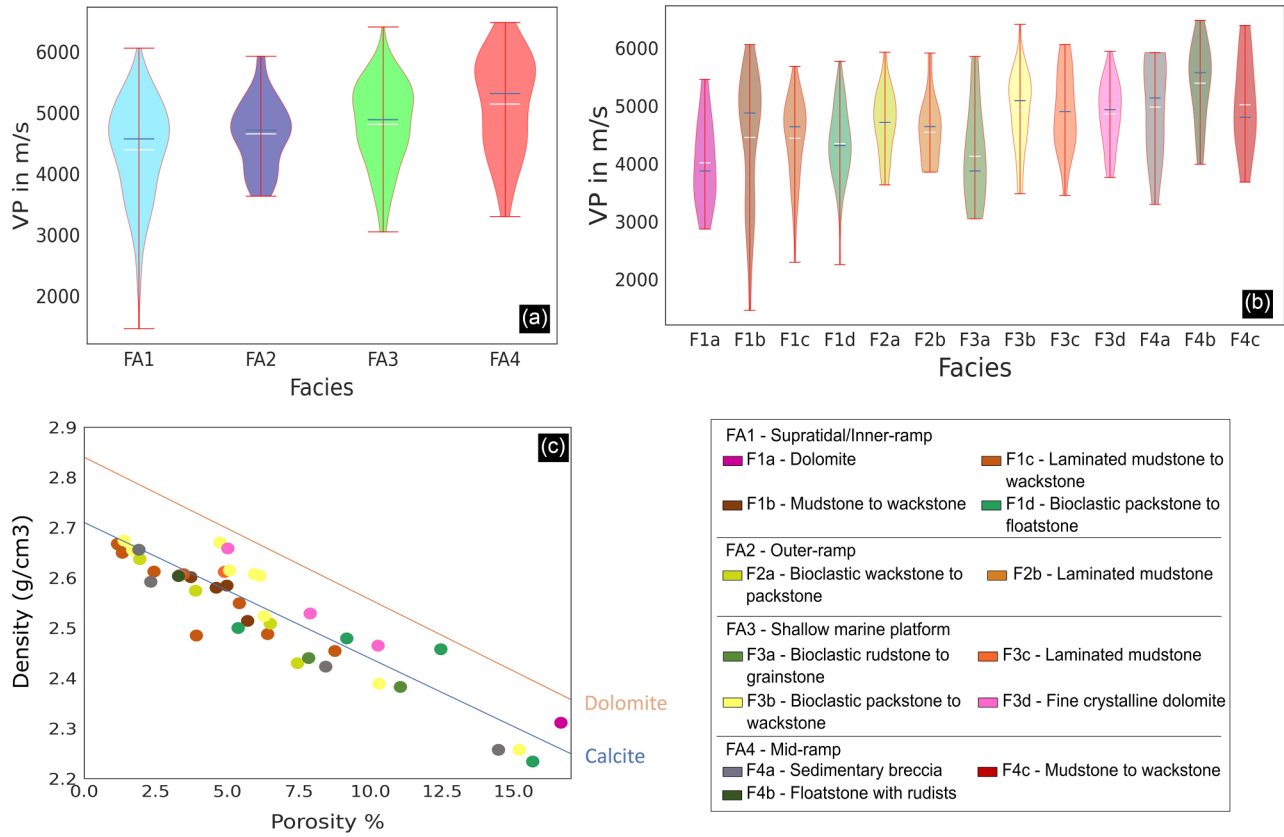 6000
5000
4000
3000
2000
VP in m/s
(a)
FA1 FA2 FA3 FA4
Facies
6000
5000
4000
3000
2000
VP in m/s
(b)
F1a F1b F1c F1d F2a F2b F3a F3b F3c F3d F4a F4b F4c
Facies
(c)
2.9
2.8
2.7
2.6
2.5
2.4
2.3
2.2
Density (g/cm3)
Dolomite
Calcite
0.0 2.5 5.0 7.5 10.0 12.5 15.0
Porosity %
FA1 - Supratidal/Inner-ramp
F1a - Dolomite
F1c - Laminated mudstone to
wackstone
F1b - Mudstone to wackstone
F1d - Bioclastic packstone to
floatstone
FA2 - Outer-ramp
F2a - Bioclastic wackstone to
packstone
F2b - Laminated mudstone
FA3 - Shallow marine platform
F3a - Bioclastic rudstone to
grainstone
F3c - Laminated mudstone
F3b - Bioclastic packstone to
wackstone
F3d - Fine crystalline dolomite
FA4 - Mid-ramp
F4a - Sedimentary breccia
F4c - Mudstone to wackstone
F4b - Floatstone with rudists